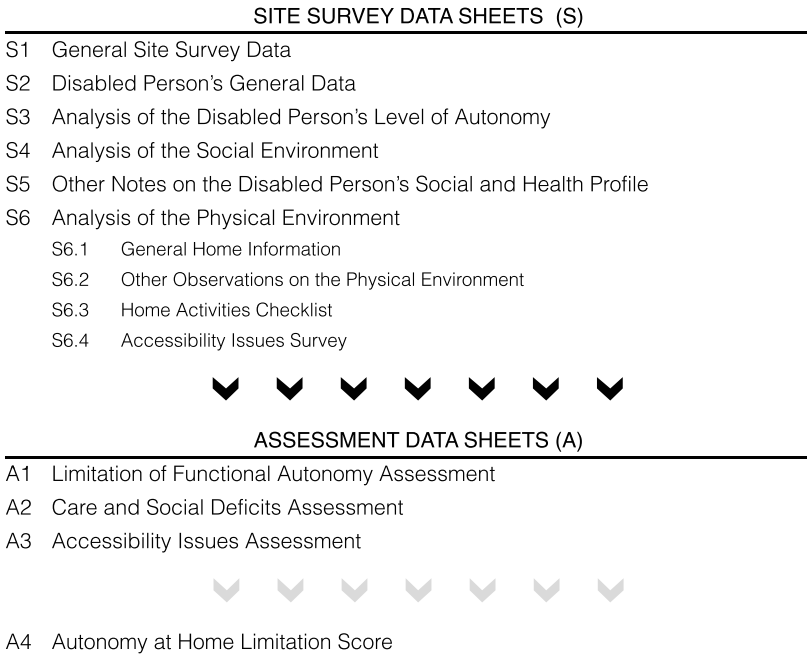 SITE SURVEY DATA SHEETS (S)
S1 General Site Survey Data
S2 Disabled Person’s General Data
S3 Analysis of the Disabled Person’s Level of Autonomy
S4 Analysis of the Social Environment
S5 Other Notes on the Disabled Person’s Social and Health Profile
S6 Analysis of the Physical Environment
S6.1 General Home Information
S6.2 Other Observations on the Physical Environment
S6.3 Home Activities Checklist
S6.4 Accessibility Issues Survey
ASSESSMENT DATA SHEETS (A)
A1 Limitation of Functional Autonomy Assessment
A2 Care and Social Deficits Assessment
A3 Accessibility Issues Assessment
A4 Autonomy at Home Limitation Score